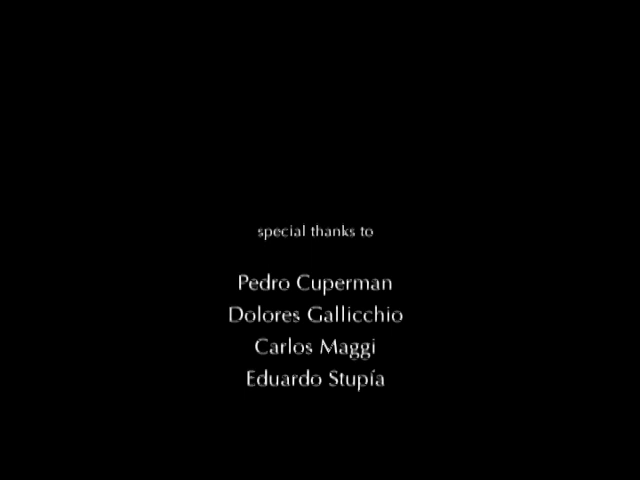 special thanks to
Pedro Cuperman
Dolores Gallicchio
Carlos Maggi
Eduardo Stupía